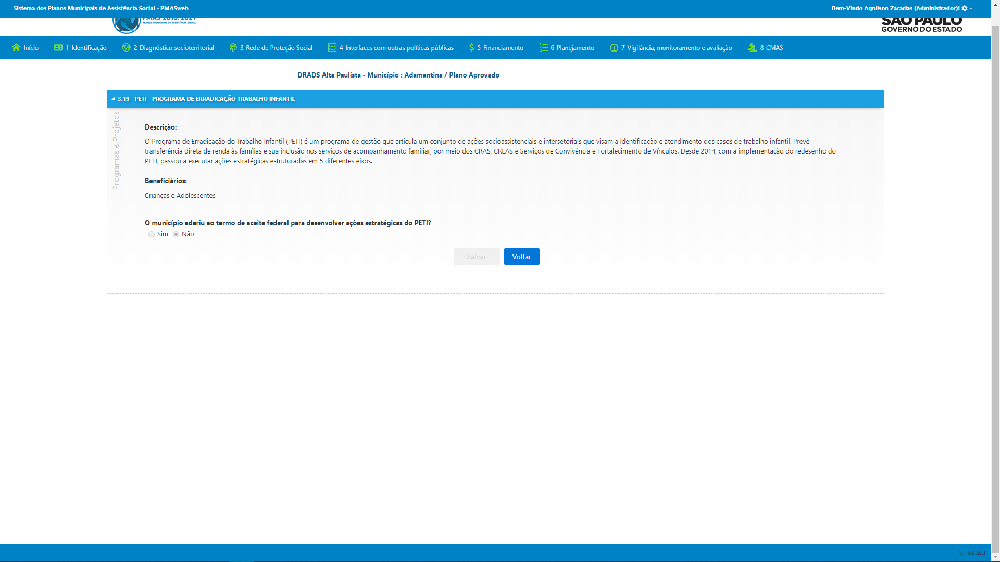 Sistema dos Planos Municipais de Assistência Social - PMASweb
Bem-Vindo Agnilson Zacarias (Administrador)!
PMAS 2018/2021
PLANOS MUNICIPAIS DE ASSISTÊNCIA SOCIAL
SÃO PAULO
GOVERNO DO ESTADO
Início
1-Identificação
2-Diagnóstico socioterritorial
3-Rede de Proteção Social
4-Interfaces com outras políticas públicas
5-Financiamento
6-Planejamento
7-Vigilância, monitoramento e avaliação
8-CMAS
DRADS Alta Paulista - Município : Adamantina / Plano Aprovado
3.19 - PETI - PROGRAMA DE ERRADICAÇÃO TRABALHO INFANTIL
Programas e Projetos
Descrição:
O Programa de Erradicação do Trabalho Infantil (PETI) é um programa de gestão que articula um conjunto de ações socioassistenciais e intersetoriais que visam a identificação e atendimento dos casos de trabalho infantil. Prevê
transferência direta de renda às famílias e sua inclusão nos serviços de acompanhamento familiar, por meio dos CRAS, CREAS e Serviços de Convivência e Fortalecimento de Vínculos. Desde 2014, com a implementação do redesenho do
PETI, passou a executar ações estratégicas estruturadas em 5 diferentes eixos.
Beneficiários:
Crianças e Adolescentes
O município aderiu ao termo de aceite federal para desenvolver ações estratégicas do PETI?
Sim Não
Salvar Voltar
V. 19.8.29.1